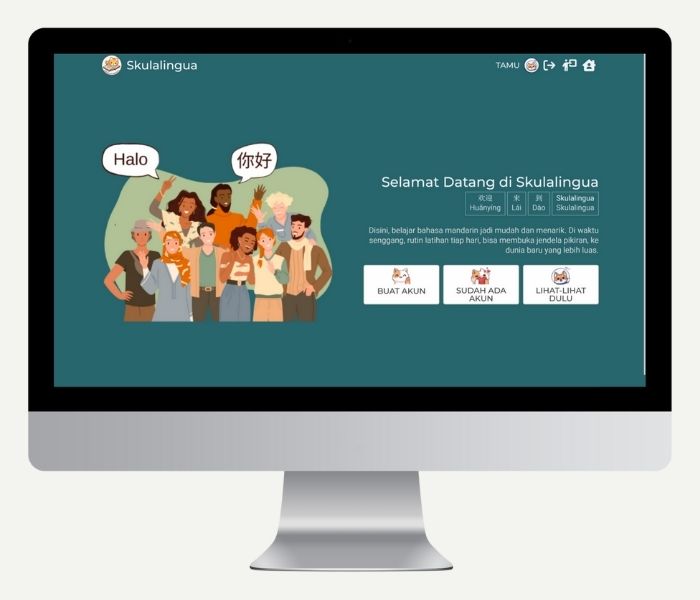 Skulalingua
TAMU
Halo
你好
Selamat Datang di Skulalingua
欢迎 来 到 Skulalingua
Huānyíng Lái Dào Skulalingua
Disini, belajar bahasa mandarin jadi mudah dan menarik. Di waktu
senggang, rutin latihan tiap hari, bisa membuka jendela pikiran, ke
dunia baru yang lebih luas.
BUAT AKUN
SUDAH ADA
AKUN
LIHAT-LIHAT
DULU